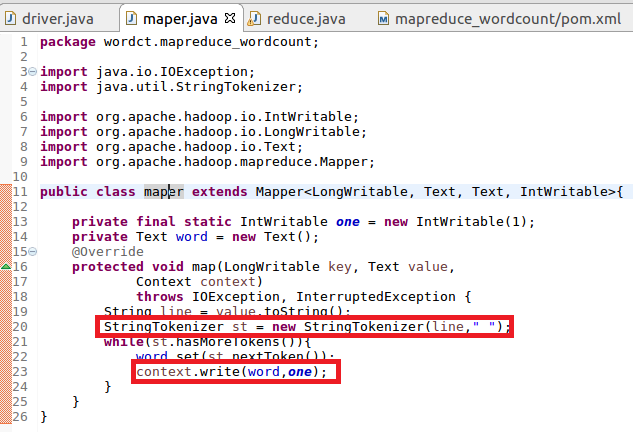 driver.java maper.java reduce.java mapreduce_wordcount/pom.xml
1 package wordct.mapreduce_wordcount;
2
3 import java.io.IOException;
4 import java.util.StringTokenizer;
5
6 import org.apache.hadoop.io.IntWritable;
7 import org.apache.hadoop.io.LongWritable;
8 import org.apache.hadoop.io.Text;
9 import org.apache.hadoop.mapreduce.Mapper;
10
11 public class maper extends Mapper<LongWritable, Text, Text, IntWritable>{
12
13 private final static IntWritable one = new IntWritable(1);
14 private Text word = new Text();
15 @Override
16 protected void map(LongWritable key, Text value,
17 Context context)
18 throws IOException, InterruptedException {
19 String line = value.toString();
20 StringTokenizer st = new StringTokenizer(line," ");
21 while(st.hasMoreTokens()){
22 word.set(st.nextToken());
23 context.write(word,one);
24 }
25 }
26 }